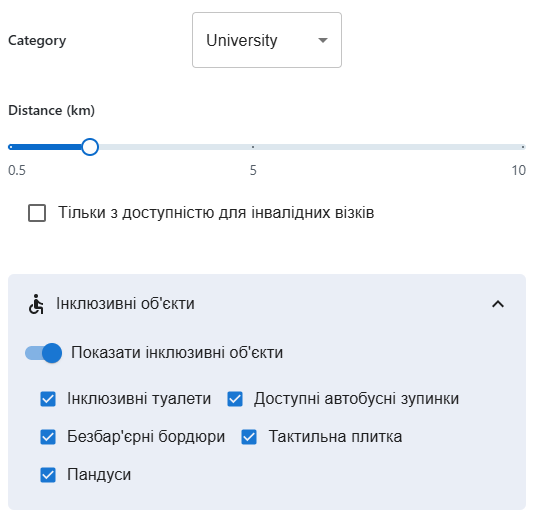 Category University
Distance (km)
0.5 5 10
Тільки з доступністю для інвалідних візків
Інклюзивні об'єкти
Показати інклюзивні об'єкти
Інклюзивні туалети Доступні автобусні зупинки
Безбар'єрні бордюри Тактильна плитка
Пандуси